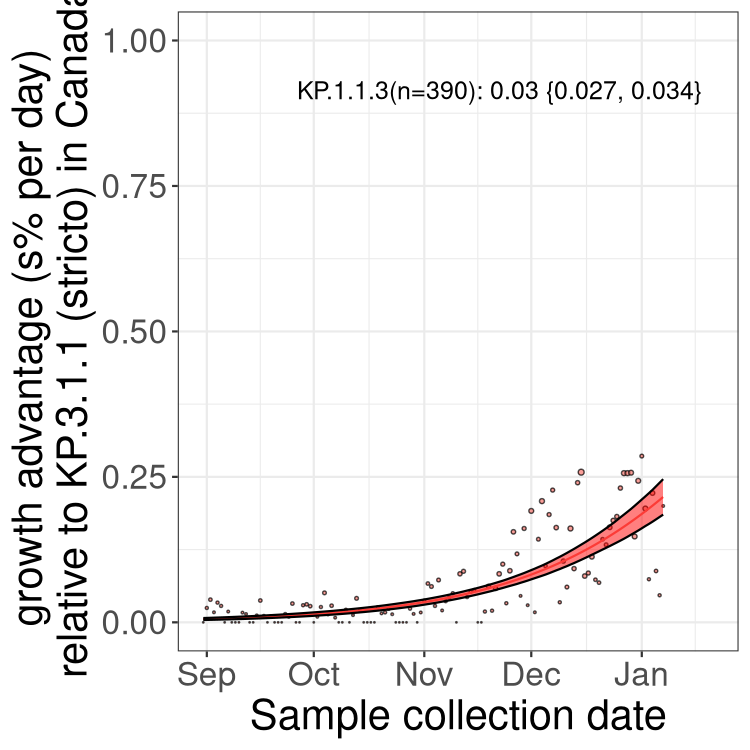 growth advantage (s% per day)
relative to KP.3.1.1 (stricto) in Canada
1.00
0.75
0.50
0.25
0.00
KP.1.1.3(n=390): 0.03 {0.027, 0.034}
Sep Oct Nov Dec Jan
Sample collection date